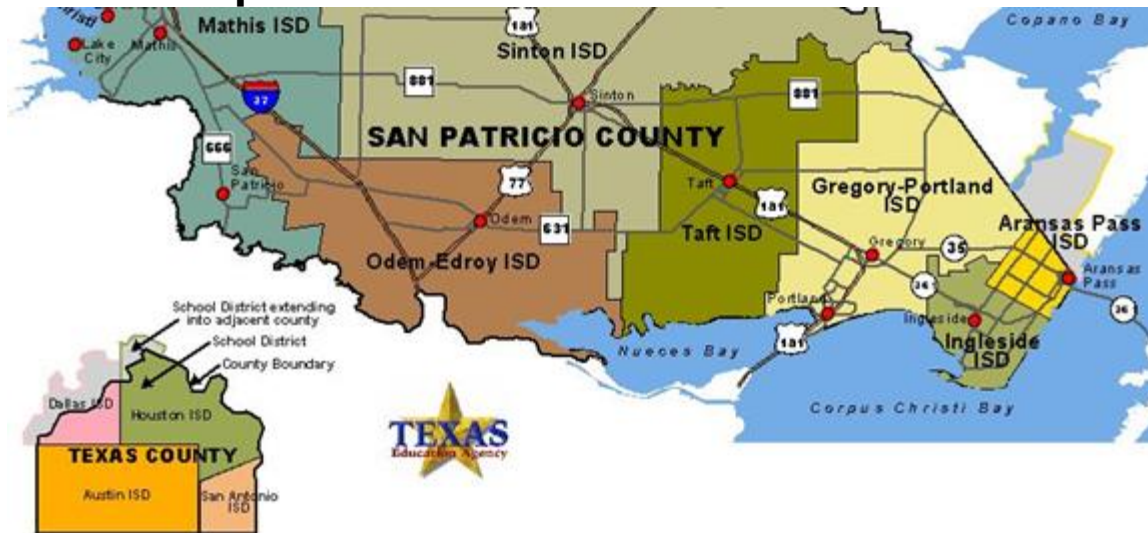 181
Copano Bay
Christi
Mathis ISD
Mathis
Lake
City
Sinton ISD
881
881
37
Sinton
SAN PATRICIO COUNTY
666
San
Patricio
77
Taft
181
Gregory-Portland
ISD
Odem
631
Taft ISD
Aransas Pass
ISD
Gregory
35
Odem-Edroy ISD
Aransas
Pass
361
36
Portland
Ingleside
181
Ingleside
ISD
Nueces Bay
Corpus Christi Bay
School District extending
into adjacent county
School District
County Boundary
Dallas ISD
Houston ISD
TEXAS COUNTY
Austin ISD
San Antonio
ISD
TEXAS
Education Agency